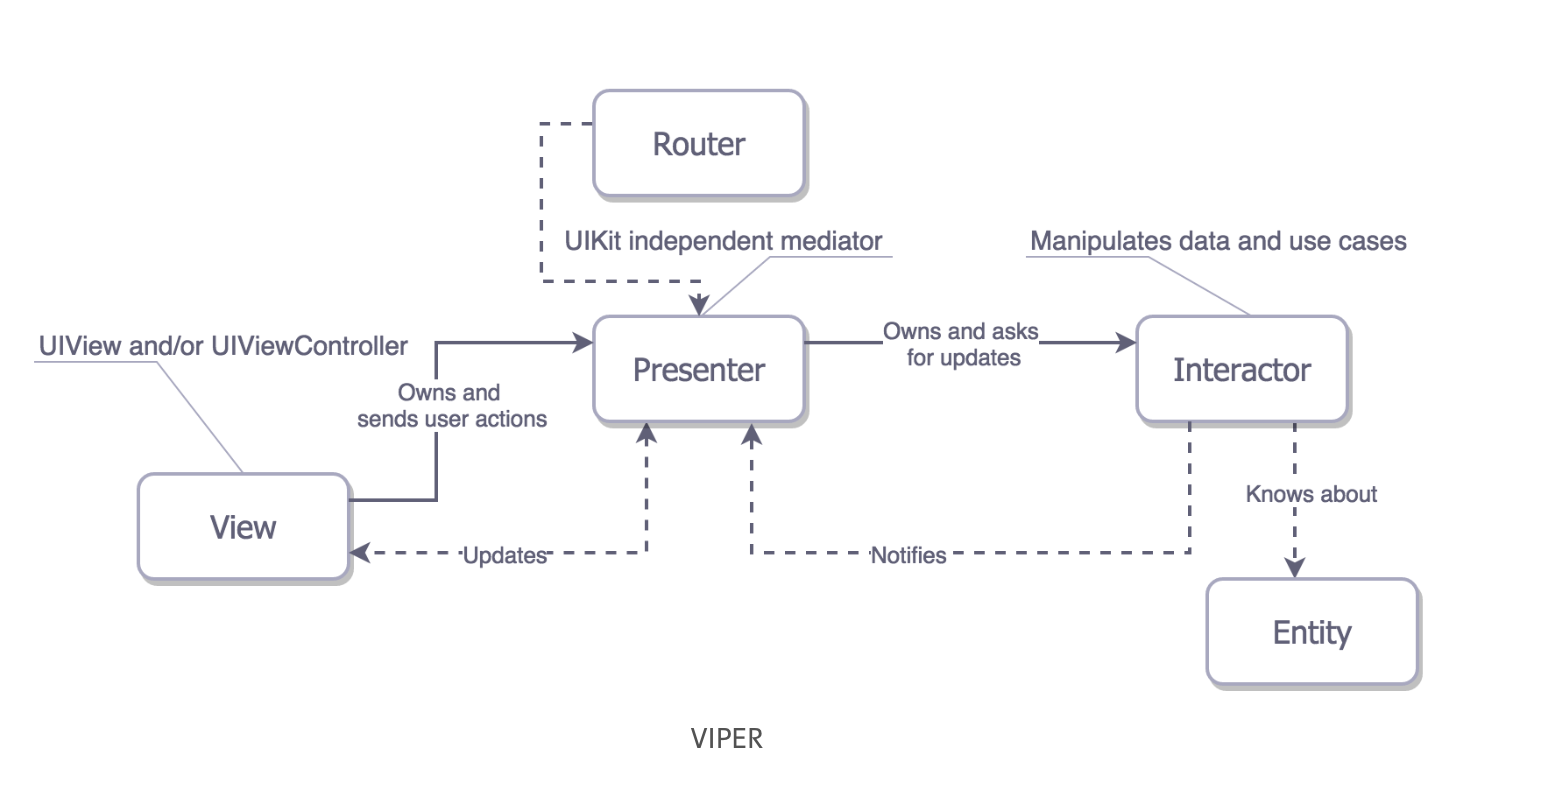 Router
UIKit independent mediator
Manipulates data and use cases
UIView and/or UIViewController
Owns and asks
for updates
Presenter
Interactor
Owns and
sends user actions
View
Updates
Notifies
Knows about
Entity
VIPER